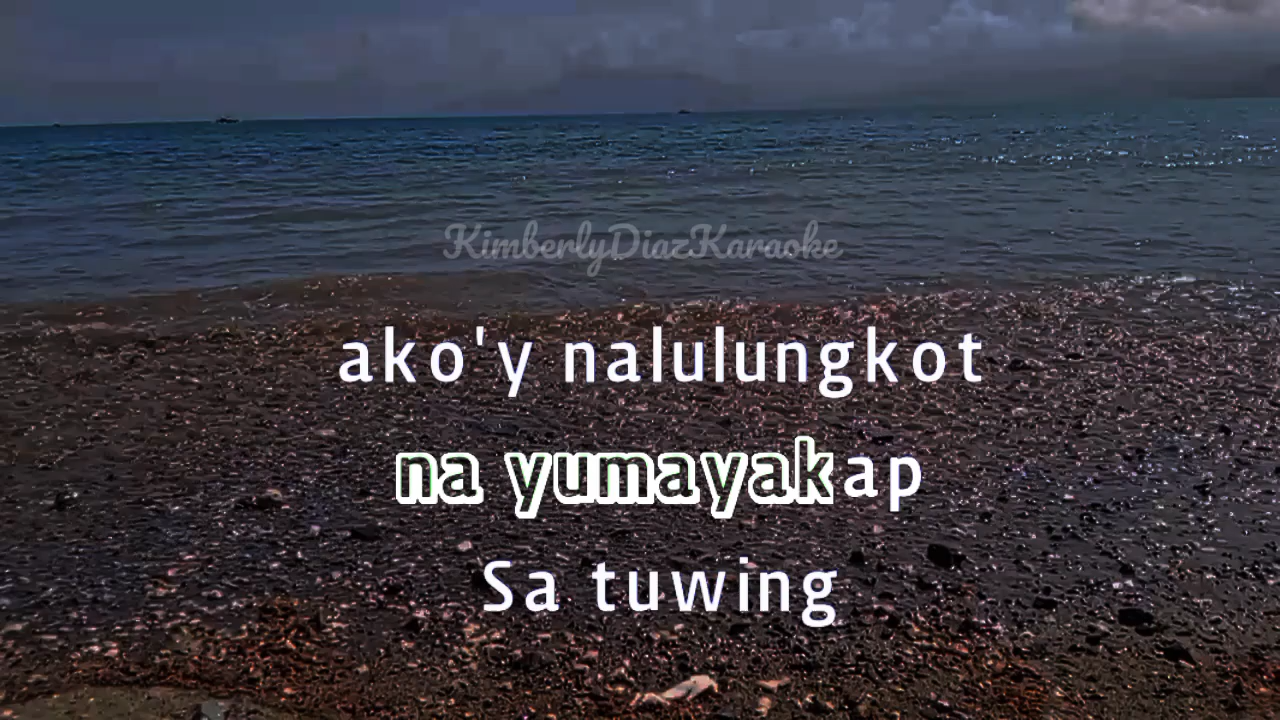 KimberlyDiazKaraoke
ako'y nalulungkot
na yumayakap
Sa tuwing